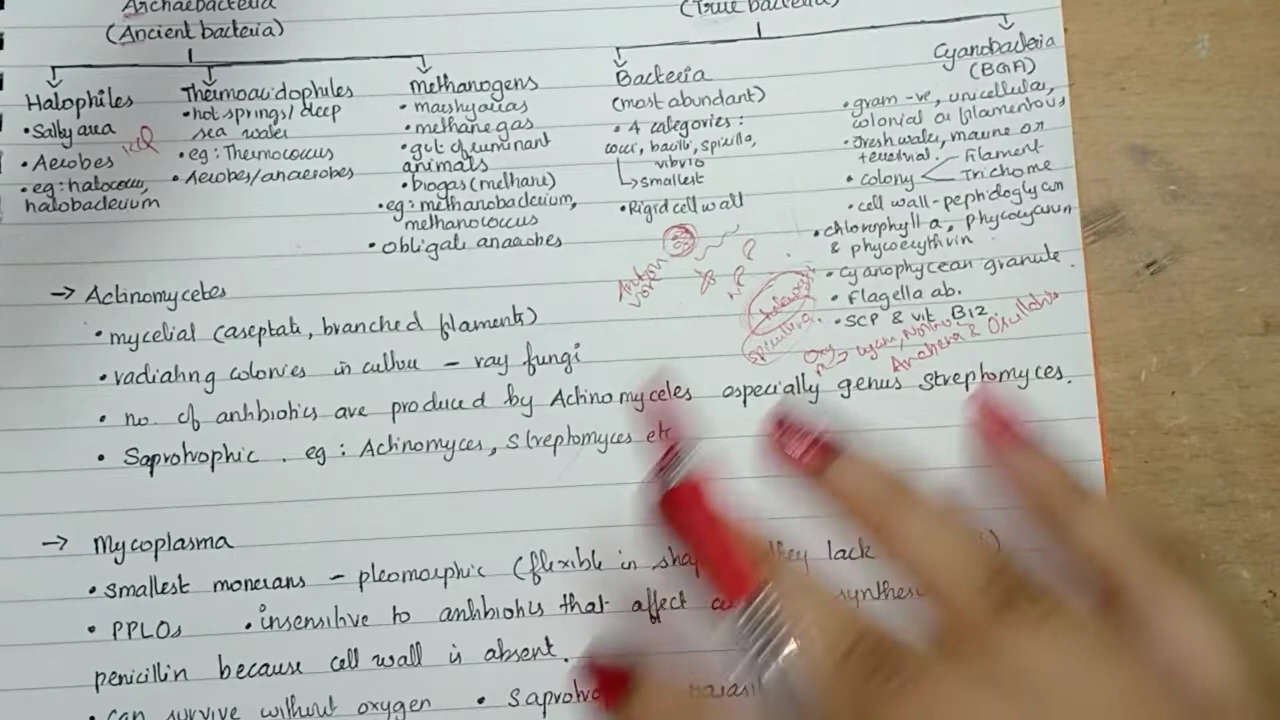 Archaebacteria
(Ancient bacteria)
(True bacteria)
Halophiles
• Salty area
• Aerobes
• eg: halococcus,
halobacterium
Thermoacidophiles
• hot springs/ deep
sea water
• eg: Thermococcus
• Aerobes/anaerobes
methanogens
• marshy areas
• methane gas
• gut of ruminant
animals
• biogas (methane)
• eg: methanobacterium,
methanococcus
• obligate anaerobes
Bacteria
(most abundant)
• 4 categories:
cocci, bacilli, spirilla,
vibrio
smallest
• Rigid cell wall
Cyanobacteria
(BGA)
• gram -ve, unicellular,
colonial or filamentous
• Fresh water, marine or
terrestrial.
• colony
Filament
Trichome
• cell wall - peptidoglycan
• chlorophyll a, phycocyanin
& phycoerythrin
• cyanophycean granule.
• Flagella ab.
• SCP & vit. B12
spirulina.
Anabena & Oscillatoria
→ Actinomycetes
• mycelial (aseptate, branched filaments)
• radiating colonies in culture - ray fungi
• no. of antibiotics are produced by Actinomyceles especially genus Streptomyces.
• Saprotrophic. eg: Actinomyces, Streptomyces etc
→ Mycoplasma
• smallest monerans - pleomorphic (flexible in they lack
• PPLOs • insensitive to antibiotics that affect
penicillin because cell wall is absent.
• can survive without oxygen •